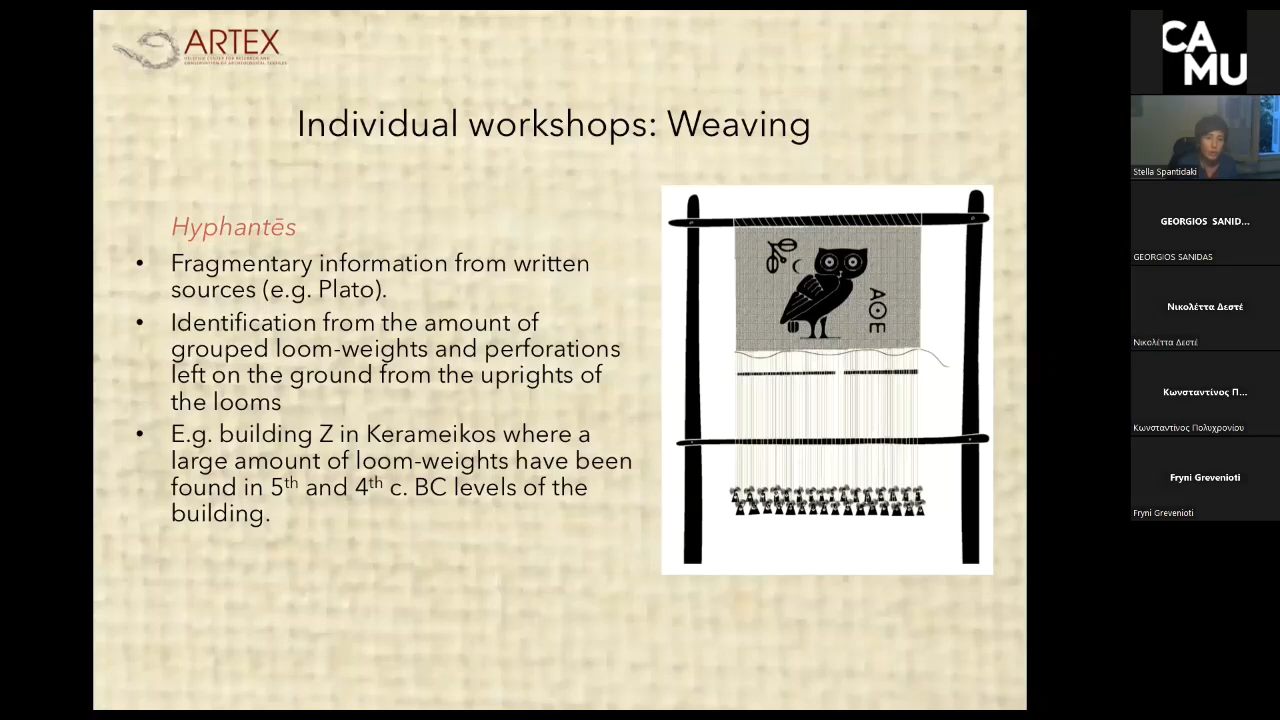 ARTEX
Individual workshops: Weaving
Hyphantēs
• Fragmentary information from written
sources (e.g. Plato).
• Identification from the amount of
grouped loom-weights and perforations
left on the ground from the uprights of
the looms
• E.g. building Z in Kerameikos where a
large amount of loom-weights have been
found in 5th and 4th c. BC levels of the
building.
ΑΘΕ
CA
MU
Stella Spantidaki
GEORGIOS SANID...
GEORGIOS SANIDAS
Νικολέττα Δεστέ
Νικολέττα Δεστέ
Κωνσταντίνος Π...
Κωνσταντίνος Πολυχρονίου
Fryni Grevenioti
Fryni Grevenioti